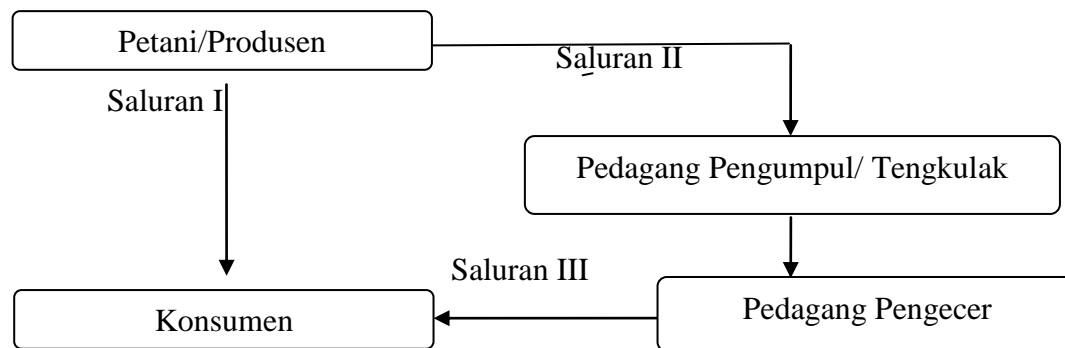 Petani/Produsen
Saluran II
Saluran I
Pedagang Pengumpul/ Tengkulak
Saluran III
Pedagang Pengecer
Konsumen